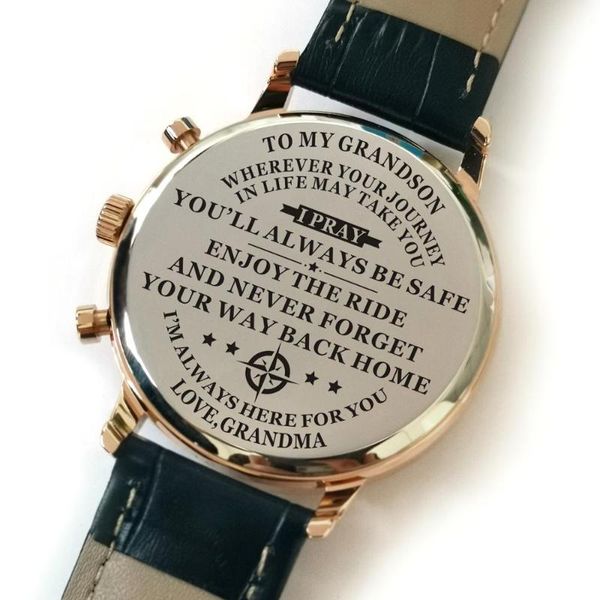 TO MY GRANDSON
WHEREVER YOUR JOURNEY
IN LIFE MAY TAKE YOU
I PRAY
YOU'LL ALWAYS BE SAFE
ENJOY THE RIDE
AND NEVER FORGET
YOUR WAY BACK HOME
I'M ALWAYS HERE FOR YOU
LOVE,GRANDMA